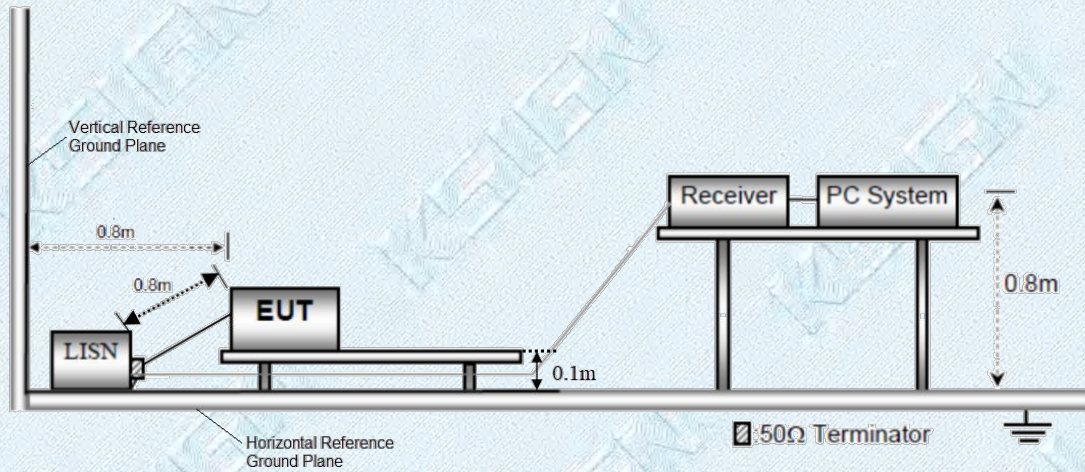 Vertical Reference
Ground Plane
0.8m
0.8m
EUT
LISN
0.1m
Receiver
PC System
0.8m
Horizontal Reference
Ground Plane
:50Ω Terminator